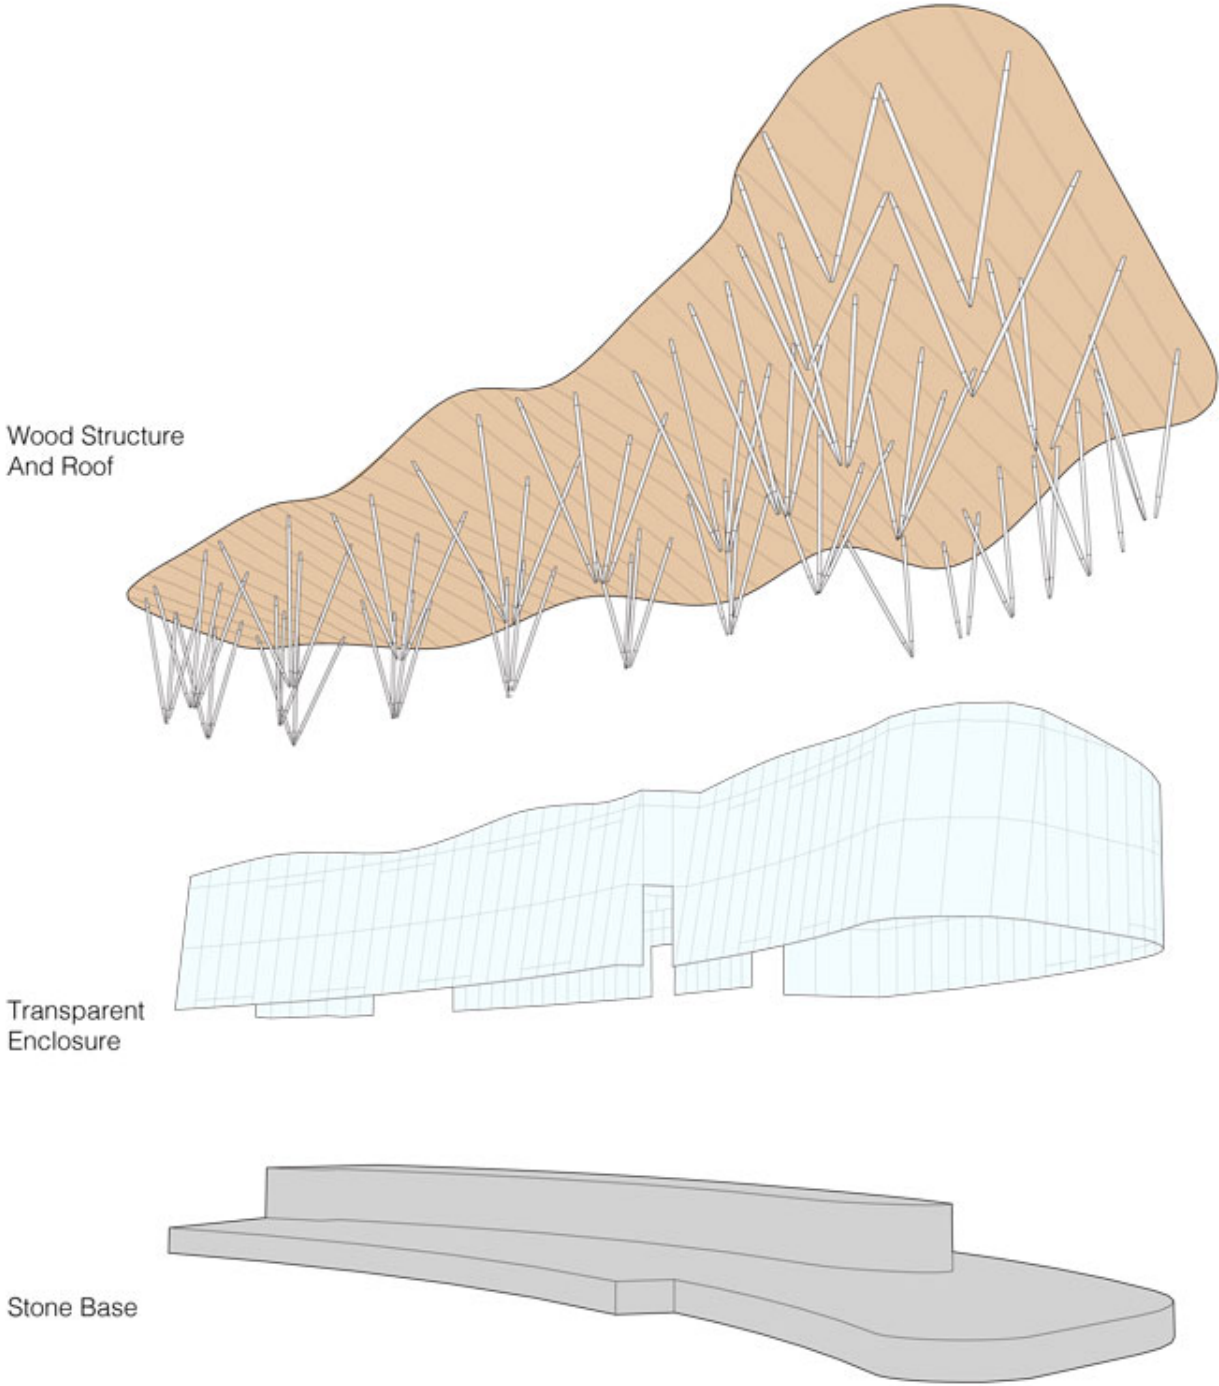 Wood Structure
And Roof
Transparent
Enclosure
Stone Base